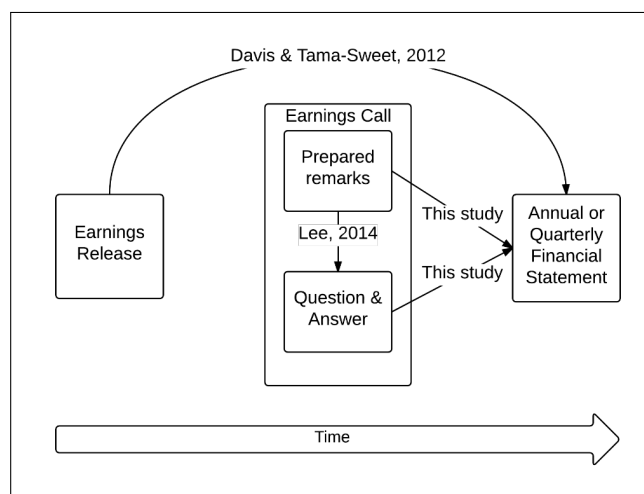 Davis & Tama-Sweet, 2012
Earnings Call
Prepared
remarks
Earnings
Release
Lee, 2014
This study
This study
Question &
Answer
Annual or
Quarterly
Financial
Statement
Time